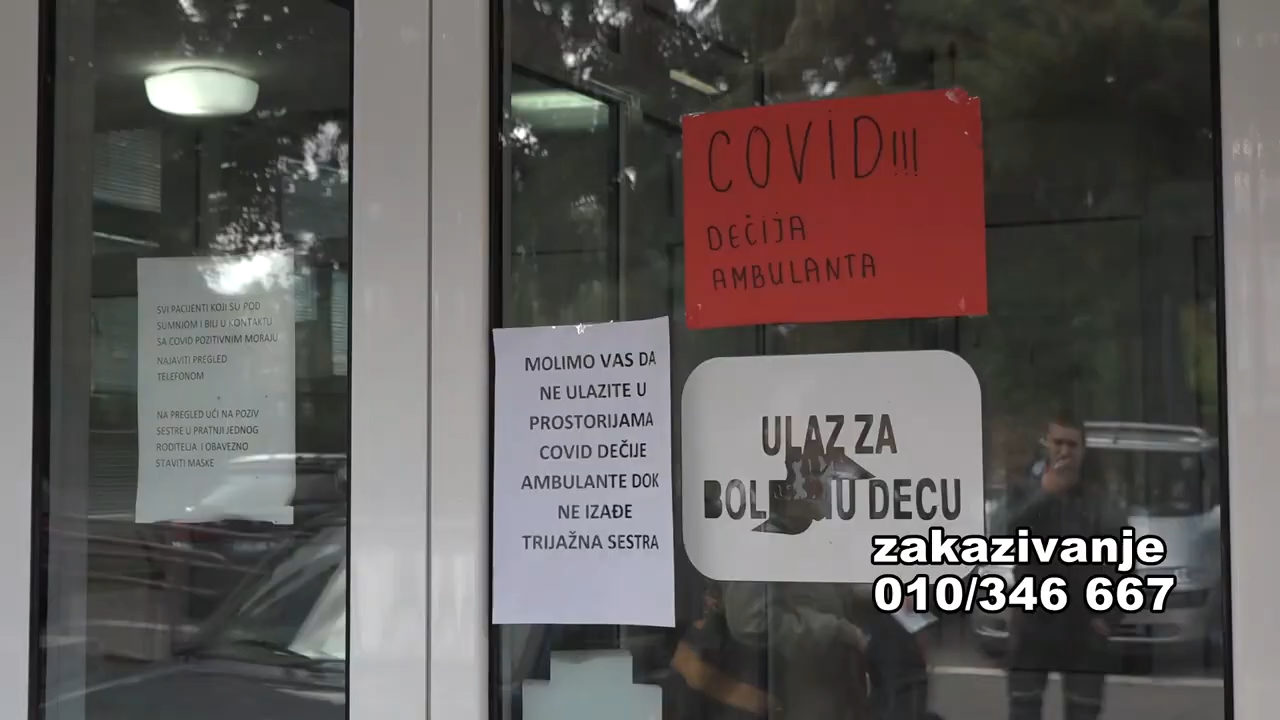 SVI PACIJENTI KOJI SU POD
SUMNJOM I BILI U KONTAKTU
SA COVID POZITIVNIM MORAJU
NAJAVITI PREGLED
TELEFONOM
NA PREGLED UĆI NA POZIV
SESTRE U PRATNJI JEDNOG
RODITELJA I OBAVEZNO
STAVITI MASKE
MOLIMO VAS DA
NE ULAZITE U
PROSTORIJAMA
COVID DEČIJE
AMBULANTE DOK
NE IZAĐE
TRIJAŽNA SESTRA
COVID!!!
DEČIJA
AMBULANTA
ULAZ ZA
DECU
zakazivanje
010/346 667